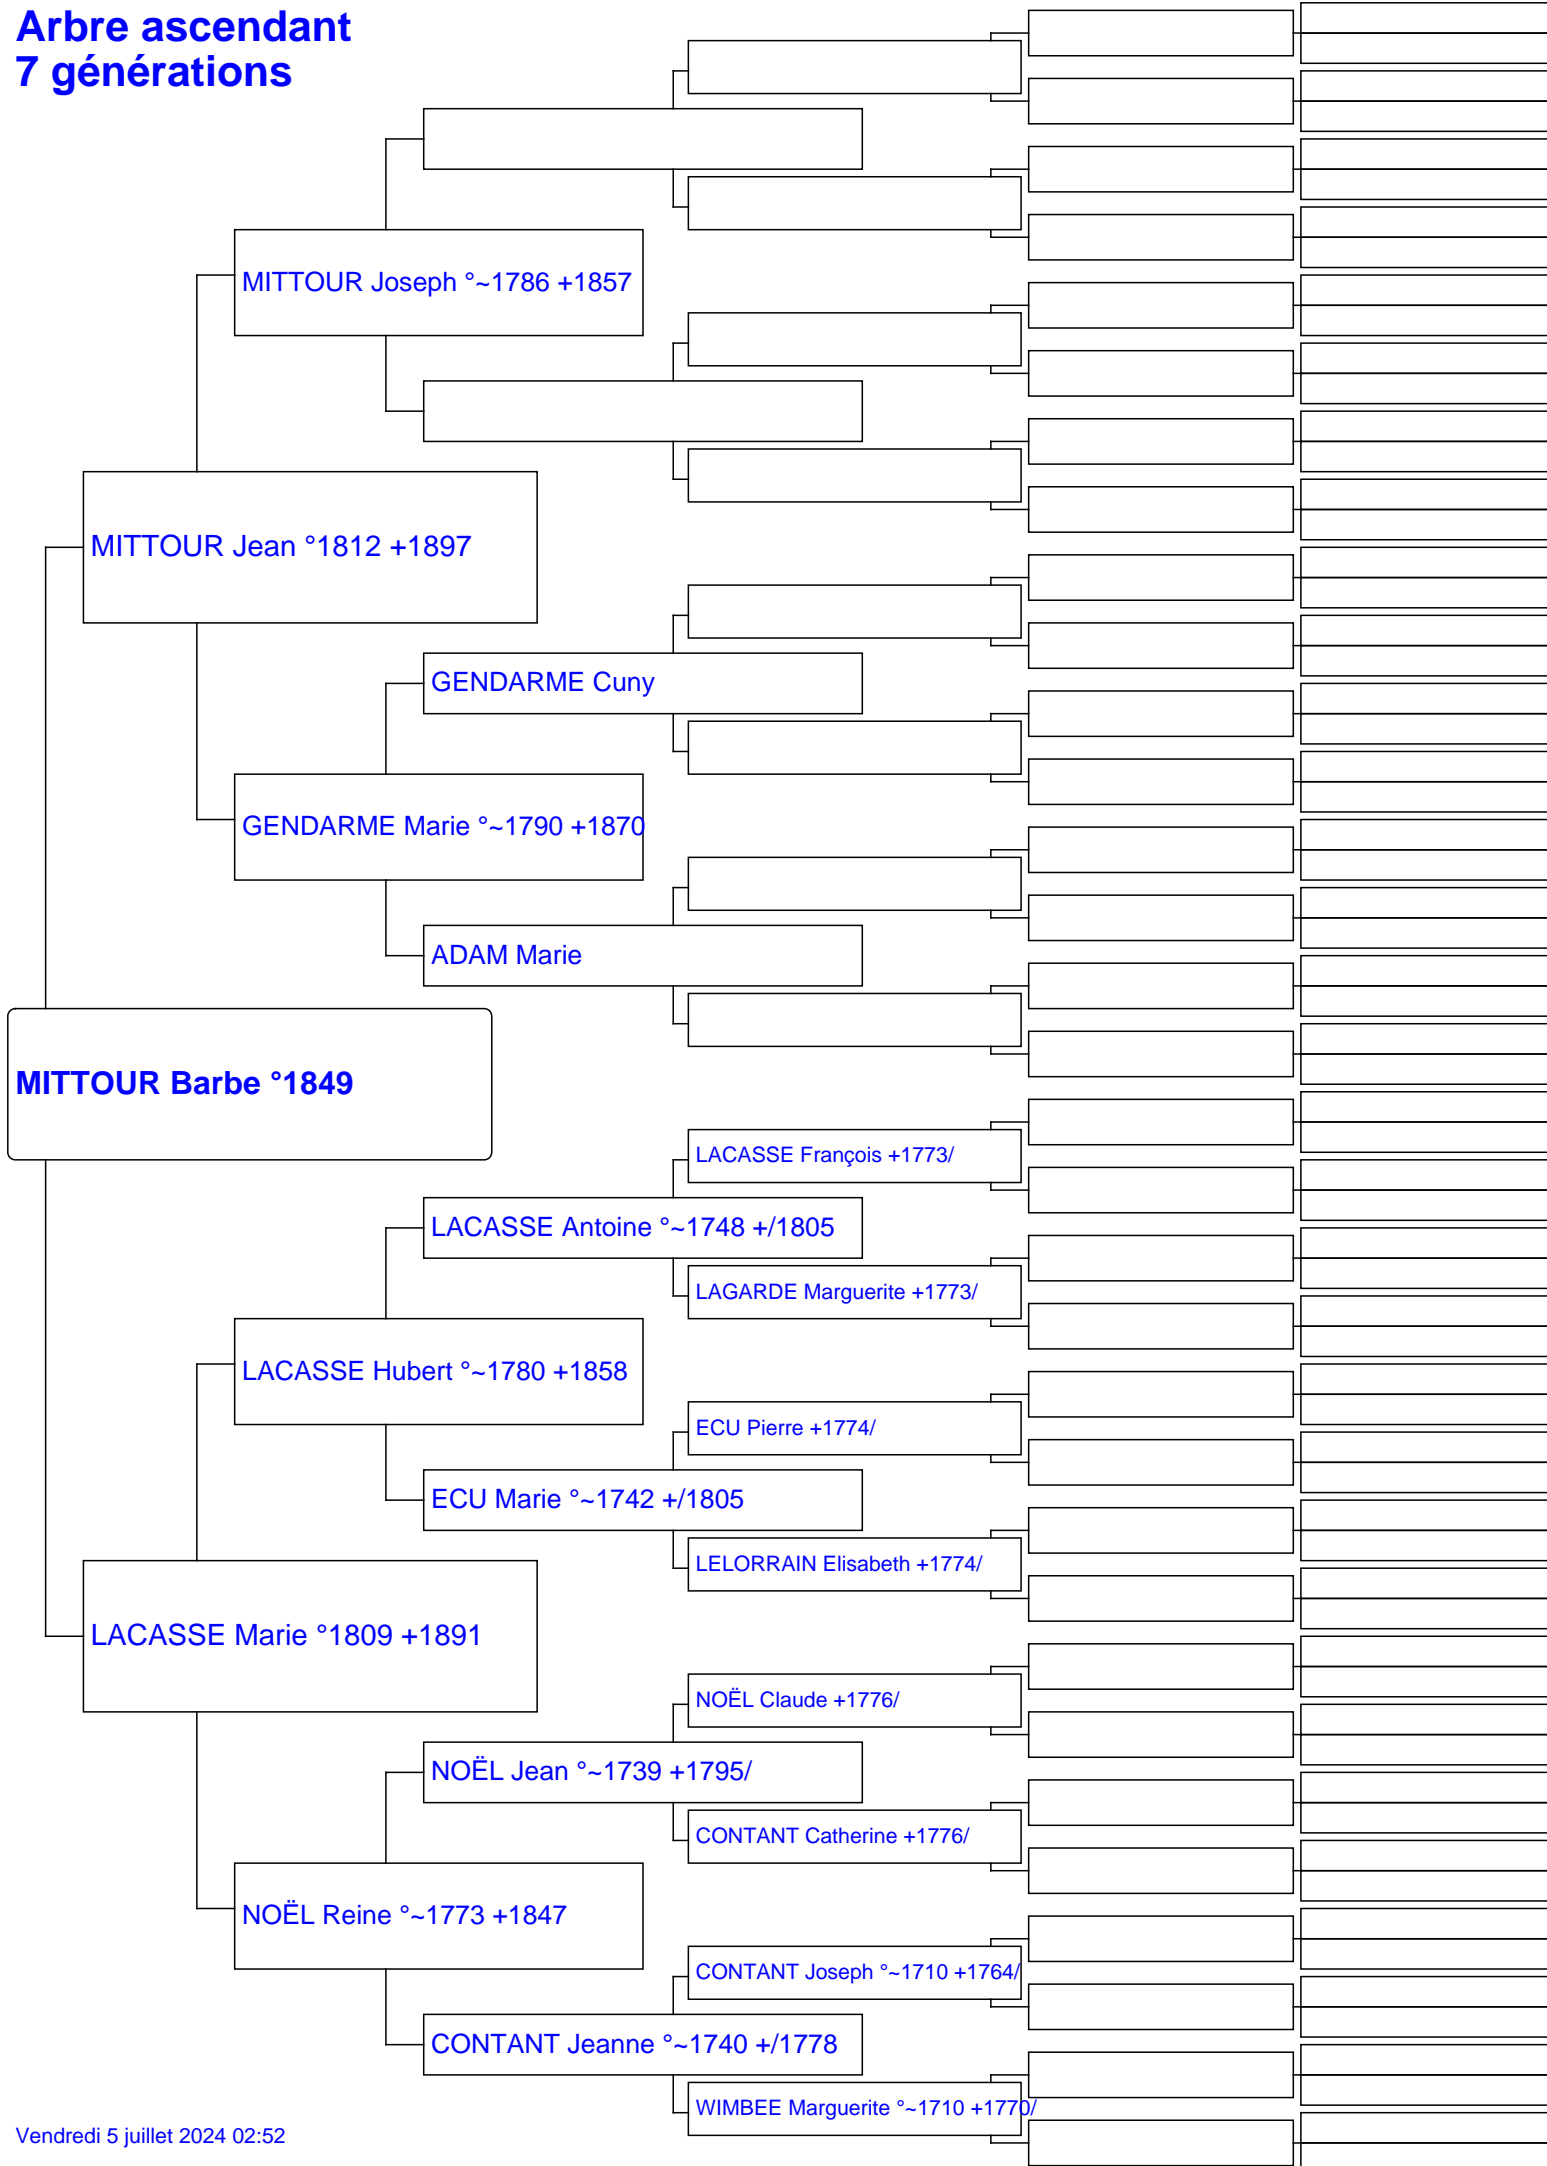 Arbre ascendant
7 générations
MITTOUR Joseph °~1786 +1857
MITTOUR Jean °1812 +1897
GENDARME Cuny
GENDARME Marie °~1790 +1870
ADAM Marie
MITTOUR Barbe °1849
LACASSE François +1773/
LACASSE Antoine °~1748 +/1805
LAGARDE Marguerite +1773/
LACASSE Hubert °~1780 +1858
ECU Pierre +1774/
ECU Marie °~1742 +/1805
LELORRAIN Elisabeth +1774/
LACASSE Marie °1809 +1891
NOËL Claude +1776/
NOËL Jean °~1739 +1795/
CONTANT Catherine +1776/
NOËL Reine °~1773 +1847
CONTANT Joseph °~1710 +1764/
CONTANT Jeanne °~1740 +/1778
WIMBEE Marguerite °~1710 +1770/
Vendredi 5 juillet 2024 02:52